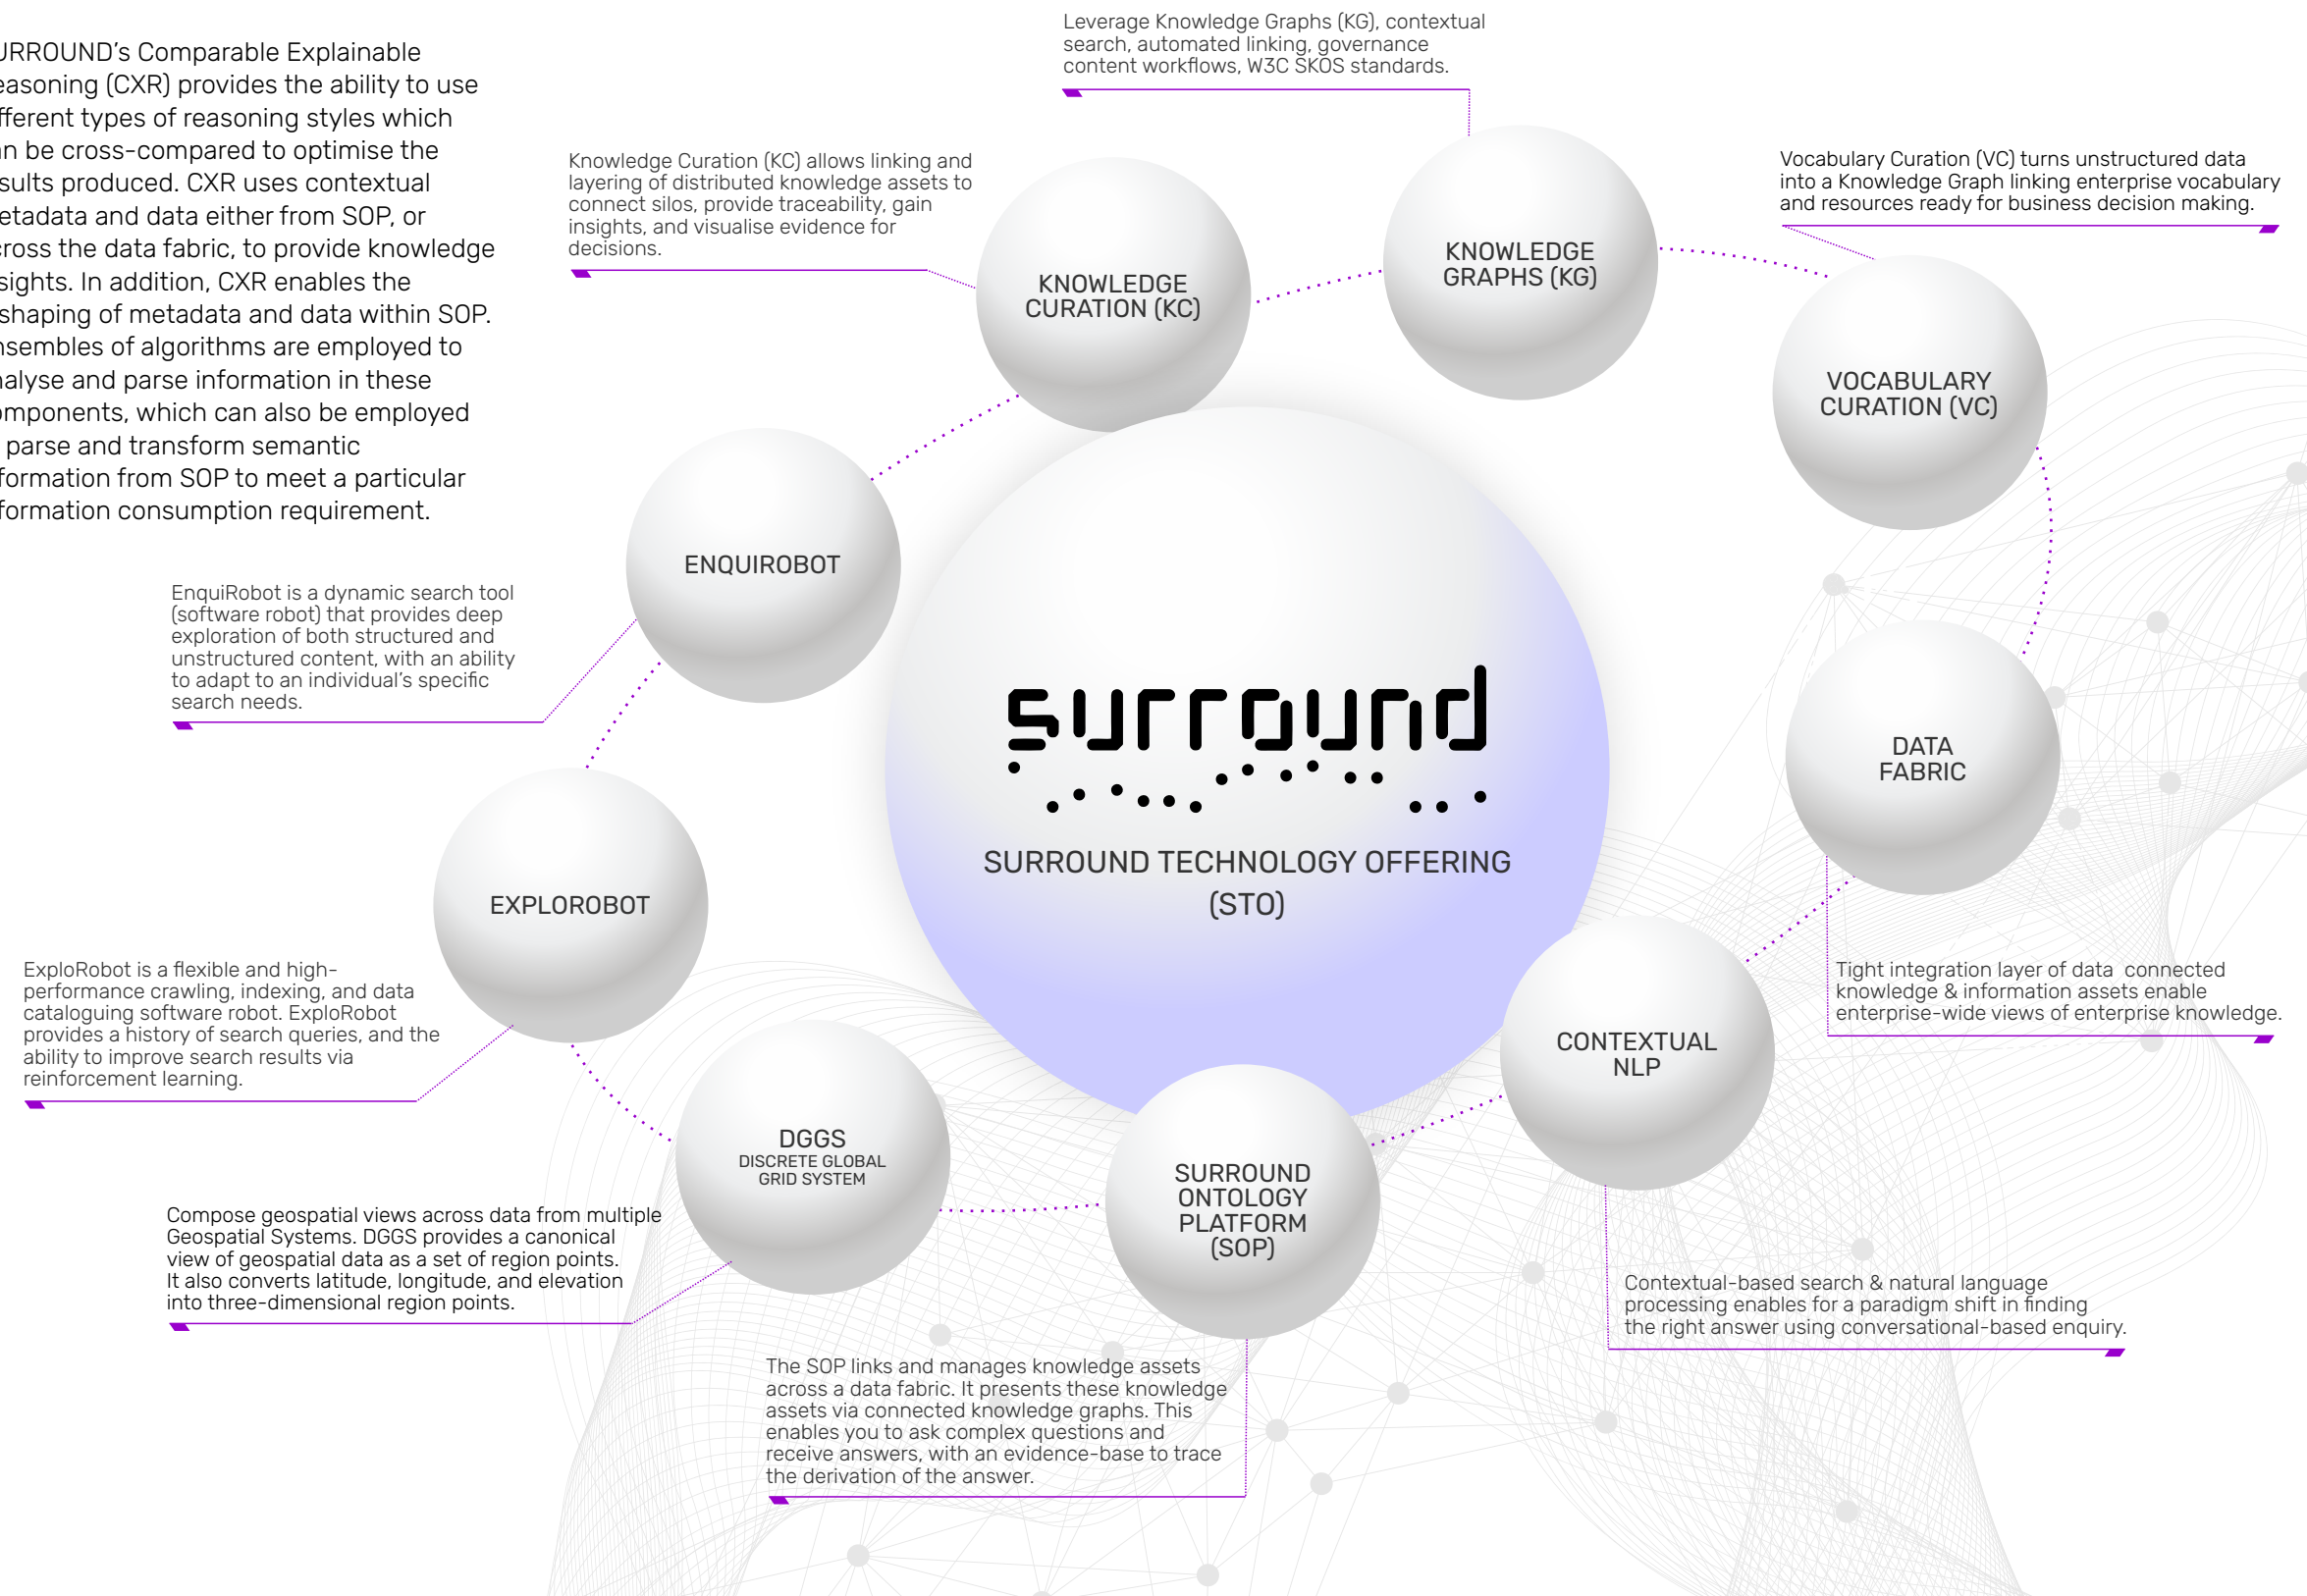 URROUND's Comparable Explainable
easoning (CXR) provides the ability to use
fferent types of reasoning styles which
n be cross-compared to optimise the
sults produced. CXR uses contextual
etadata and data either from SOP, or
cross the data fabric, to provide knowledge
sights. In addition, CXR enables the
shaping of metadata and data within SOP.
nsembles of algorithms are employed to
nalyse and parse information in these
omponents, which can also be employed
parse and transform semantic
formation from SOP to meet a particular
formation consumption requirement.
Leverage Knowledge Graphs (KG), contextual
search, automated linking, governance
content workflows, W3C SKOS standards.
Knowledge Curation (KC) allows linking and
layering of distributed knowledge assets to
connect silos, provide traceability, gain
insights, and visualise evidence for
decisions.
Vocabulary Curation (VC) turns unstructured data
into a Knowledge Graph linking enterprise vocabulary
and resources ready for business decision making.
KNOWLEDGE
CURATION (KC)
KNOWLEDGE
GRAPHS (KG)
VOCABULARY
CURATION (VC)
ENQUIROBOT
EnquiRobot is a dynamic search tool
(software robot) that provides deep
exploration of both structured and
unstructured content, with an ability
to adapt to an individual's specific
search needs.
surround
SURROUND TECHNOLOGY OFFERING
(STO)
DATA
FABRIC
EXPLOROBOT
ExploRobot is a flexible and high-
performance crawling, indexing, and data
cataloguing software robot. ExploRobot
provides a history of search queries, and the
ability to improve search results via
reinforcement learning.
Tight integration layer of data connected
knowledge & information assets enable
enterprise-wide views of enterprise knowledge.
CONTEXTUAL
NLP
DGGS
DISCRETE GLOBAL
GRID SYSTEM
SURROUND
ONTOLOGY
PLATFORM
(SOP)
Compose geospatial views across data from multiple
Geospatial Systems. DGGS provides a canonical
view of geospatial data as a set of region points.
It also converts latitude, longitude, and elevation
into three-dimensional region points.
Contextual-based search & natural language
processing enables for a paradigm shift in finding
the right answer using conversational-based enquiry.
The SOP links and manages knowledge assets
across a data fabric. It presents these knowledge
assets via connected knowledge graphs. This
enables you to ask complex questions and
receive answers, with an evidence-base to trace
the derivation of the answer.